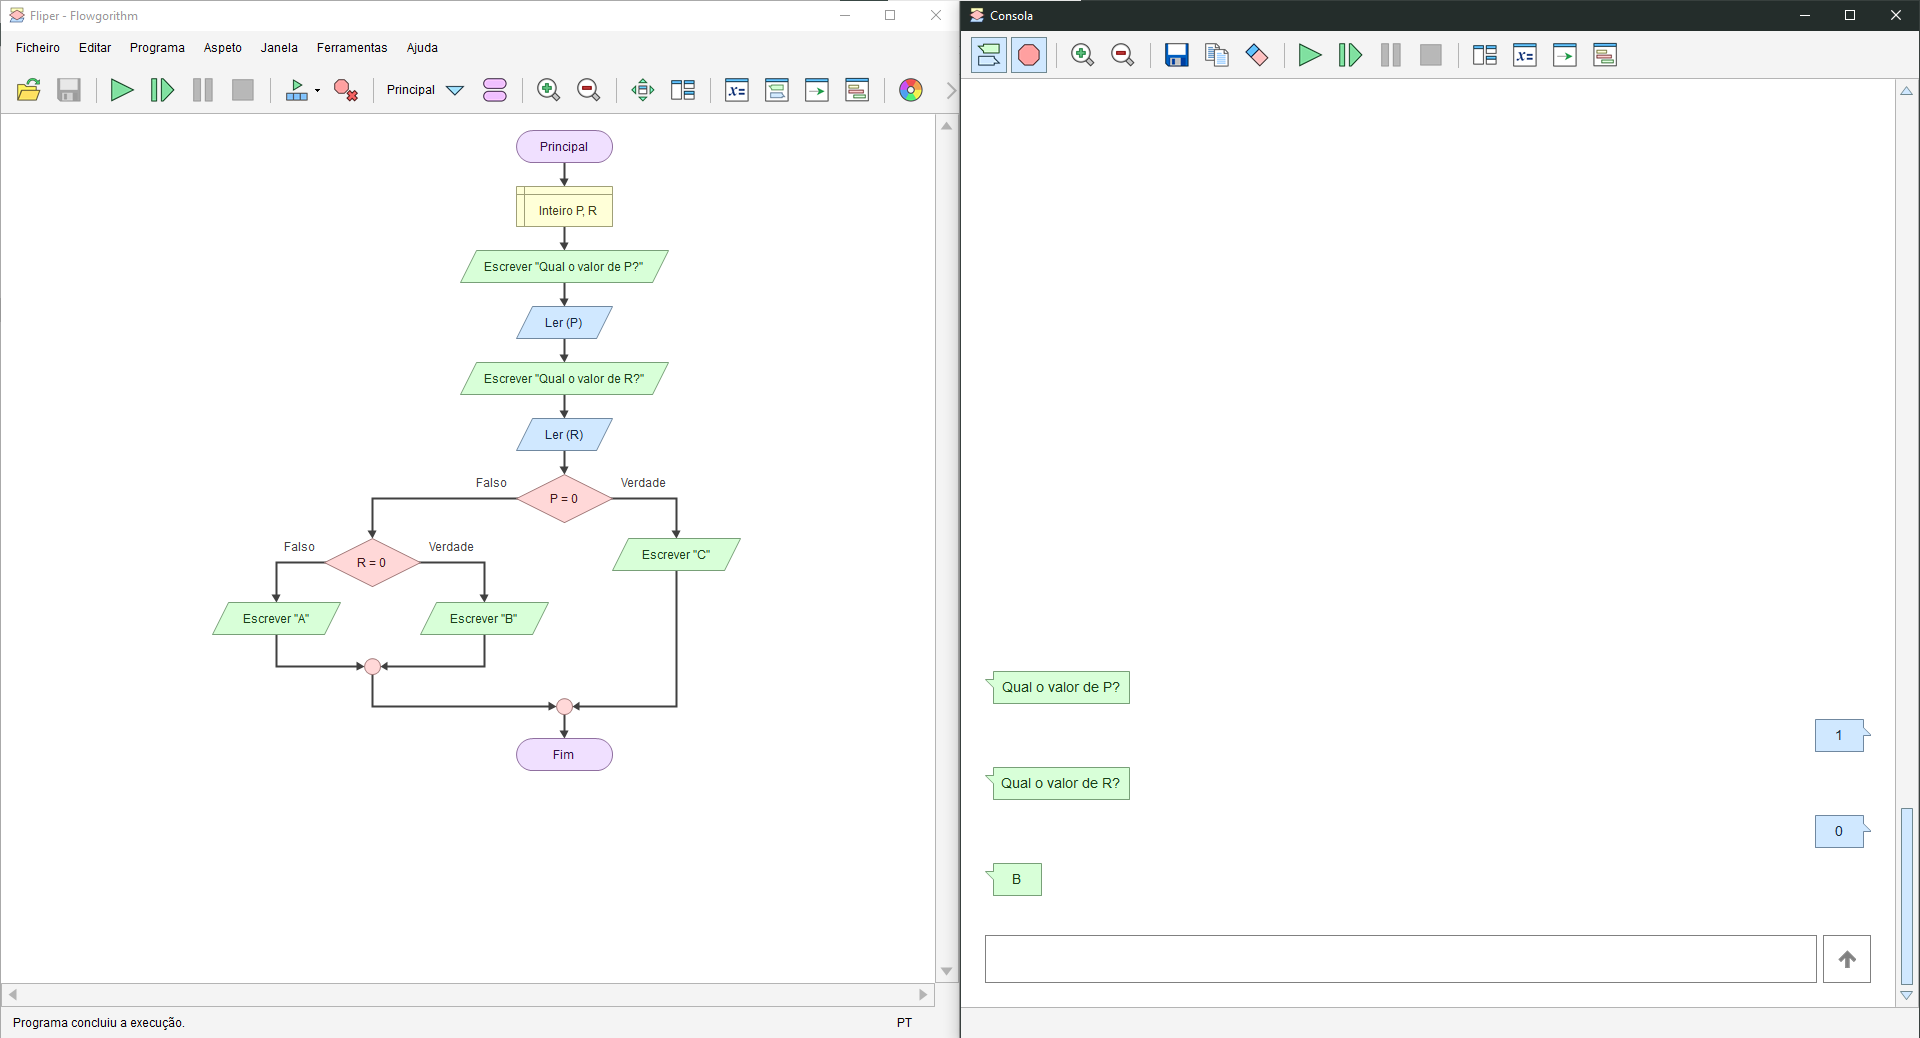 Fliper - Flowgorithm
Ficheiro Editar Programa Aspeto Janela Ferramentas Ajuda
Principal
Principal
Inteiro P, R
Escrever "Qual o valor de P?"
Ler (P)
Escrever "Qual o valor de R?"
Ler (R)
Falso
P = 0
Verdade
Falso
R = 0
Verdade
Escrever "C"
Escrever "A"
Escrever "B"
Fim
Programa concluiu a execução.
PT
Consola
x=
Qual o valor de P?
1
Qual o valor de R?
0
B